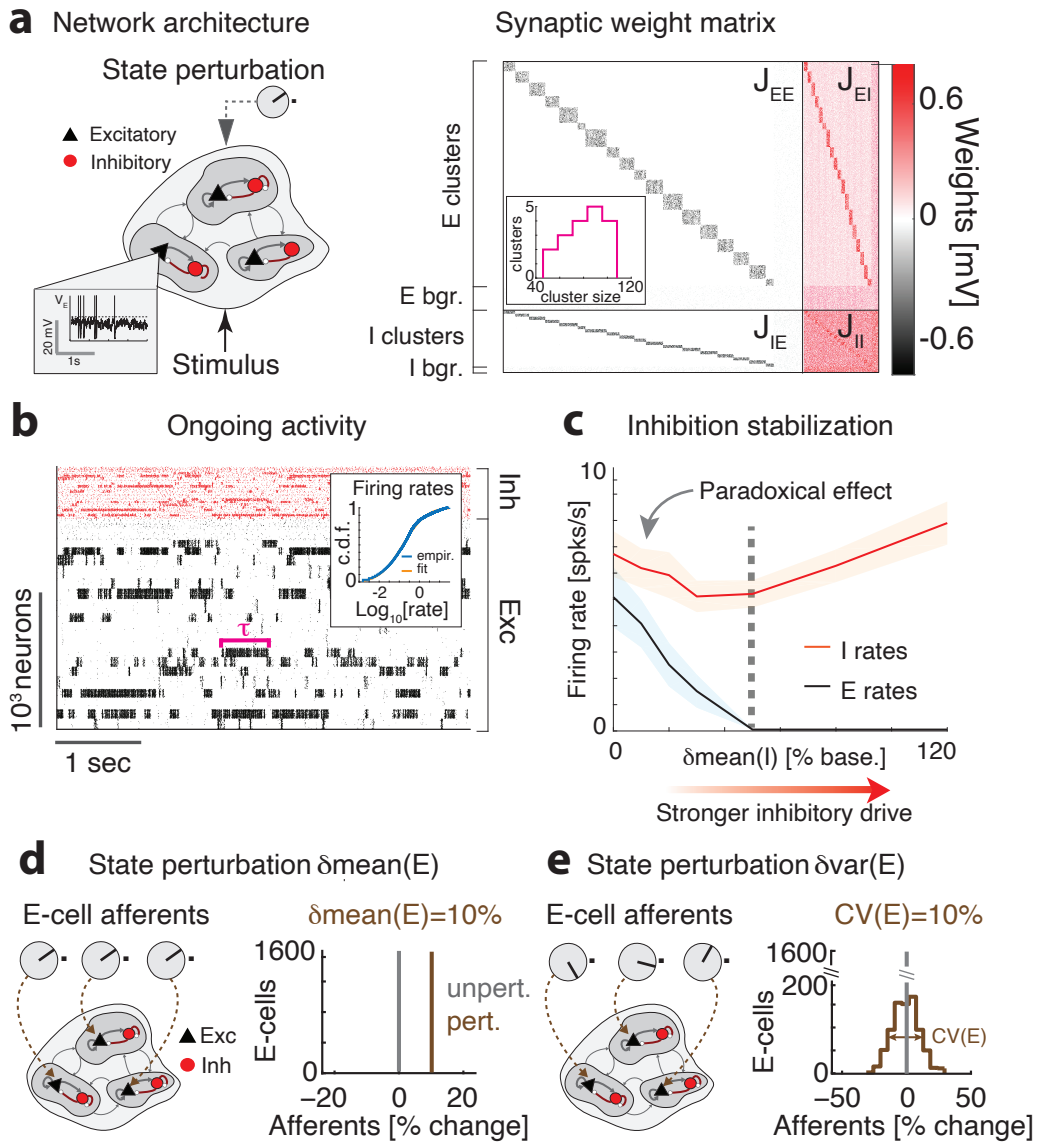 a Network architecture
Synaptic weight matrix
State perturbation
Excitatory
Inhibitory
V_E
20 mV
1s
Stimulus
E clusters
E bgr.
I clusters
I bgr.
J_EE
J_EI
J_IE
J_II
5
0
clusters
40
120
cluster size
0.6
0
-0.6
Weights [mV]
b Ongoing activity
10³ neurons
1 sec
τ
Inh
Exc
Firing rates
1
0
c.d.f.
empir.
fit
-2
0
Log₁₀[rate]
c Inhibition stabilization
10
0
Firing rate [spks/s]
Paradoxical effect
I rates
E rates
0
120
δmean(I) [% base.]
Stronger inhibitory drive
d State perturbation δmean(E)
E-cell afferents
Exc
Inh
δmean(E)=10%
1600
0
E-cells
unpert.
pert.
-20
0
20
Afferents [% change]
e State perturbation δvar(E)
E-cell afferents
CV(E)=10%
1600
200
0
E-cells
CV(E)
-50
0
50
Afferents [% change]